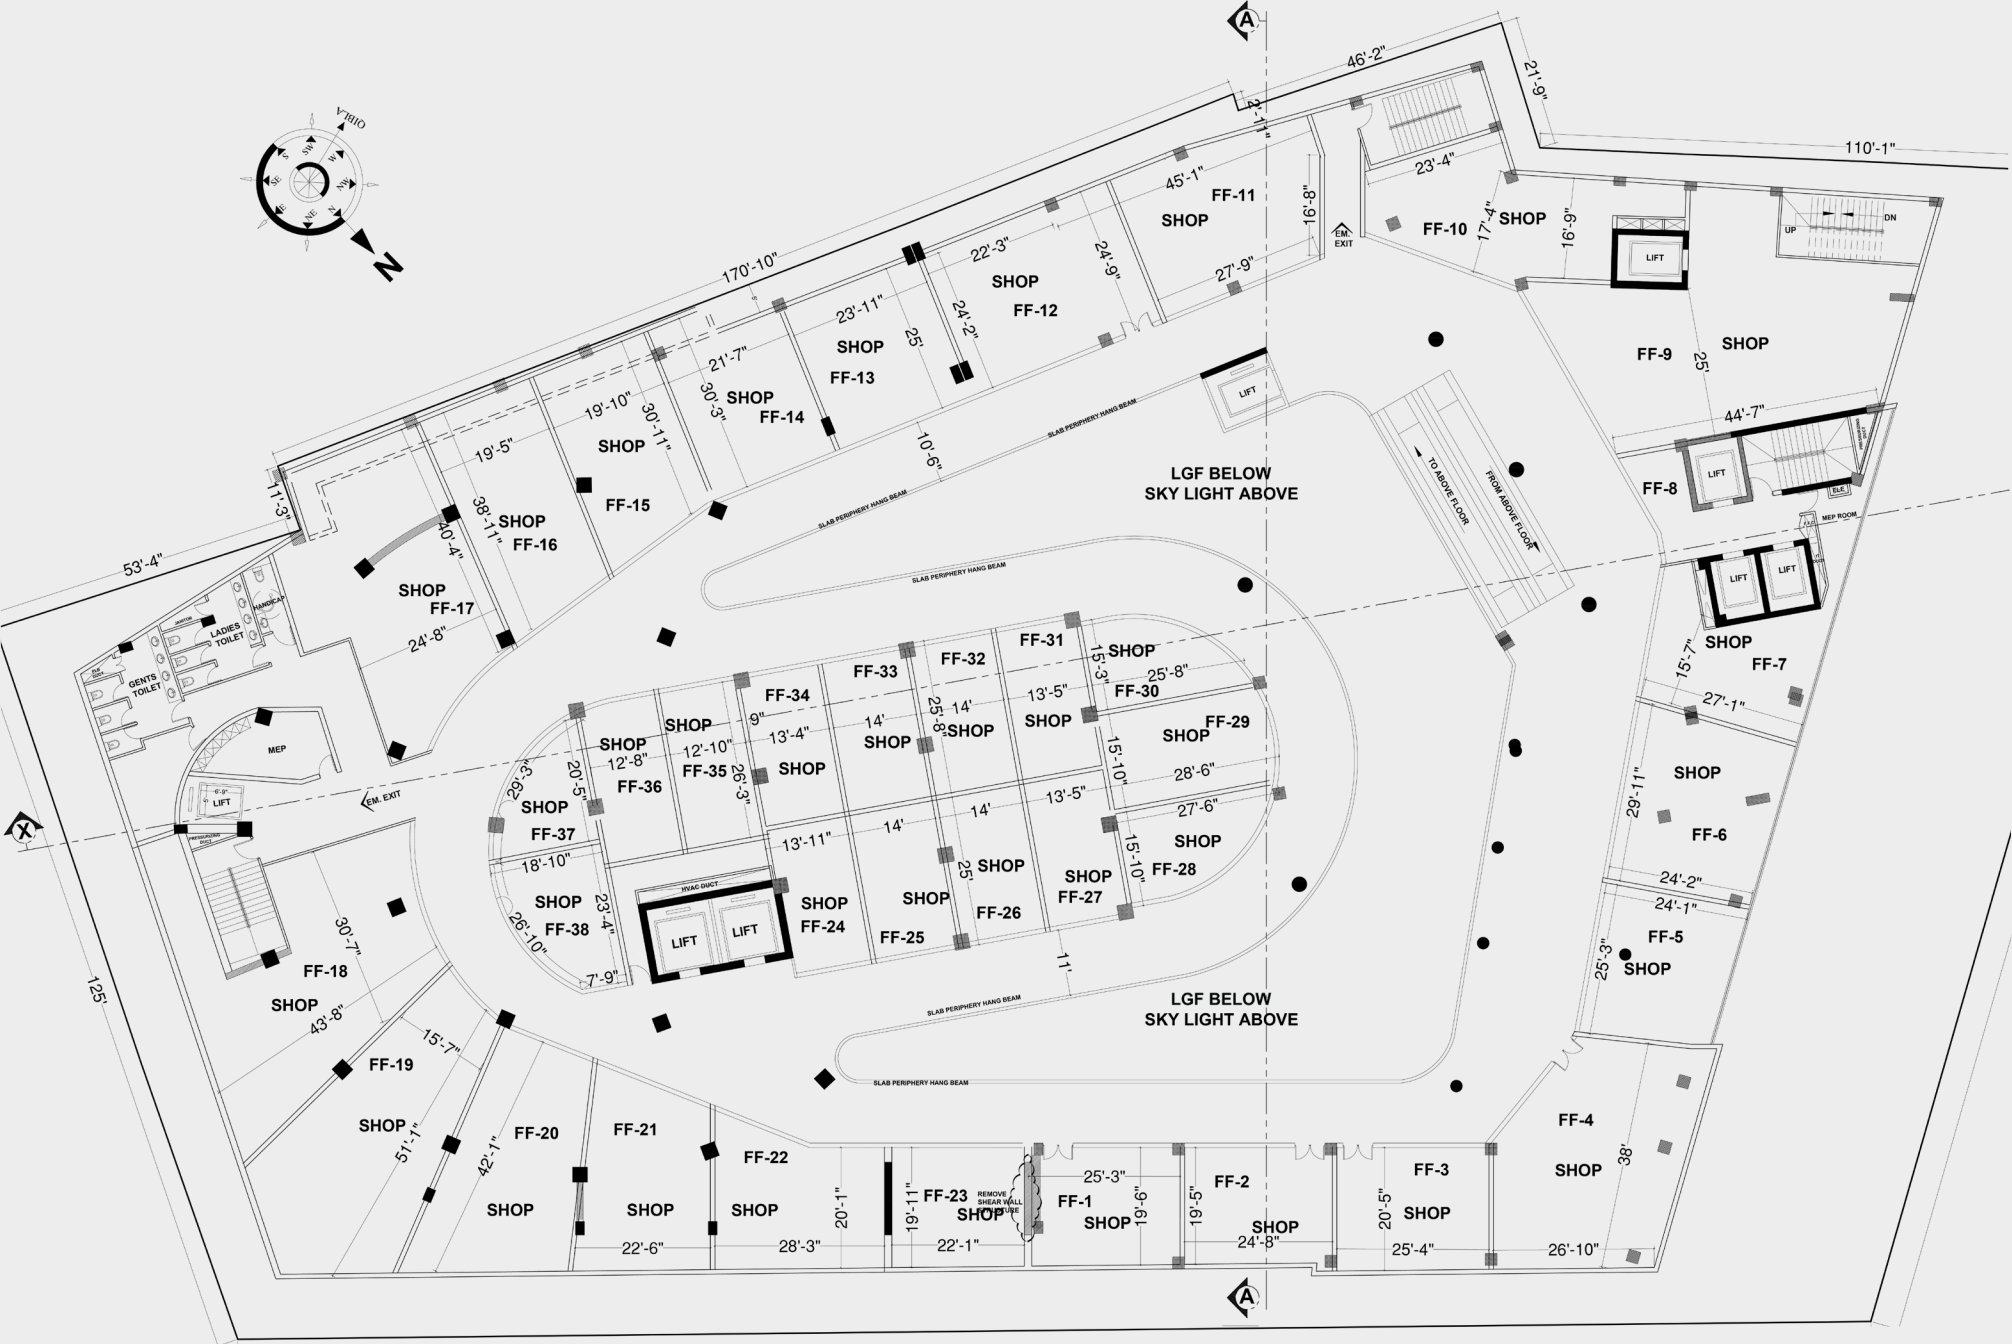 A
46'-2"
21'-9"
2'-11"
110'-1"
QIBLA
S
SW
W
SE
NW
E
NE
N
N
23'-4"
45'-1"
FF-11
SHOP
16'-8"
EM.
EXIT
FF-10
17'-4"
SHOP
16'-9"
LIFT
UP
DN
170'-10"
5'
22'-3"
24'-9"
27'-9"
SHOP
FF-12
24'-2"
23'-11"
25'
SHOP
FF-13
21'-7"
30'-3"
SHOP
FF-14
19'-10"
30'-11"
SHOP
FF-15
19'-5"
38'-11"
SHOP
FF-16
40'-4"
SHOP
FF-17
24'-8"
11'-3"
53'-4"
FF-9
SHOP
25'
44'-7"
LIFT
10'-6"
SLAB PERIPHERY HANG BEAM
SLAB PERIPHERY HANG BEAM
SLAB PERIPHERY HANG BEAM
LGF BELOW
SKY LIGHT ABOVE
TO ABOVE FLOOR
FROM ABOVE FLOOR
FF-8
LIFT
ELE
MEP ROOM
LIFT
LIFT
SHOP
FF-7
15'-7"
27'-1"
HANDICAP
JANITOR
LADIES
TOILET
GENTS
TOILET
MEP
6'-9"
5'
LIFT
PRESSURIZING
DUCT
EM. EXIT
X
FF-31
FF-32
FF-33
FF-34
SHOP
15'-3"
25'-8"
FF-30
13'-5"
14'
14'
25'-8"
9"
SHOP
SHOP
SHOP
SHOP
13'-4"
SHOP
12'-10"
FF-35
26'-3"
SHOP
12'-8"
FF-36
20'-5"
29'-3"
SHOP
FF-37
18'-10"
FF-29
SHOP
15'-10"
28'-6"
27'-6"
SHOP
FF-28
15'-10"
13'-5"
14'
14'
13'-11"
25'
SHOP
FF-27
SHOP
FF-26
SHOP
FF-25
SHOP
FF-24
HVAC DUCT
LIFT
LIFT
SHOP
FF-38
23'-4"
26'-10"
7'-9"
11'
SLAB PERIPHERY HANG BEAM
SLAB PERIPHERY HANG BEAM
LGF BELOW
SKY LIGHT ABOVE
SHOP
29'-11"
FF-6
24'-2"
24'-1"
FF-5
SHOP
25'-3"
FF-4
SHOP
38'
26'-10"
125'
30'-7"
FF-18
SHOP
43'-8"
FF-19
15'-7"
SHOP
51'-1"
FF-20
42'-1"
SHOP
FF-21
SHOP
22'-6"
FF-22
SHOP
28'-3"
20'-1"
19'-11"
FF-23
SHOP
REMOVE
SHEAR WALL
STRUCTURE
22'-1"
25'-3"
FF-1
SHOP
19'-6"
19'-5"
FF-2
SHOP
24'-8"
FF-3
SHOP
20'-5"
25'-4"
A